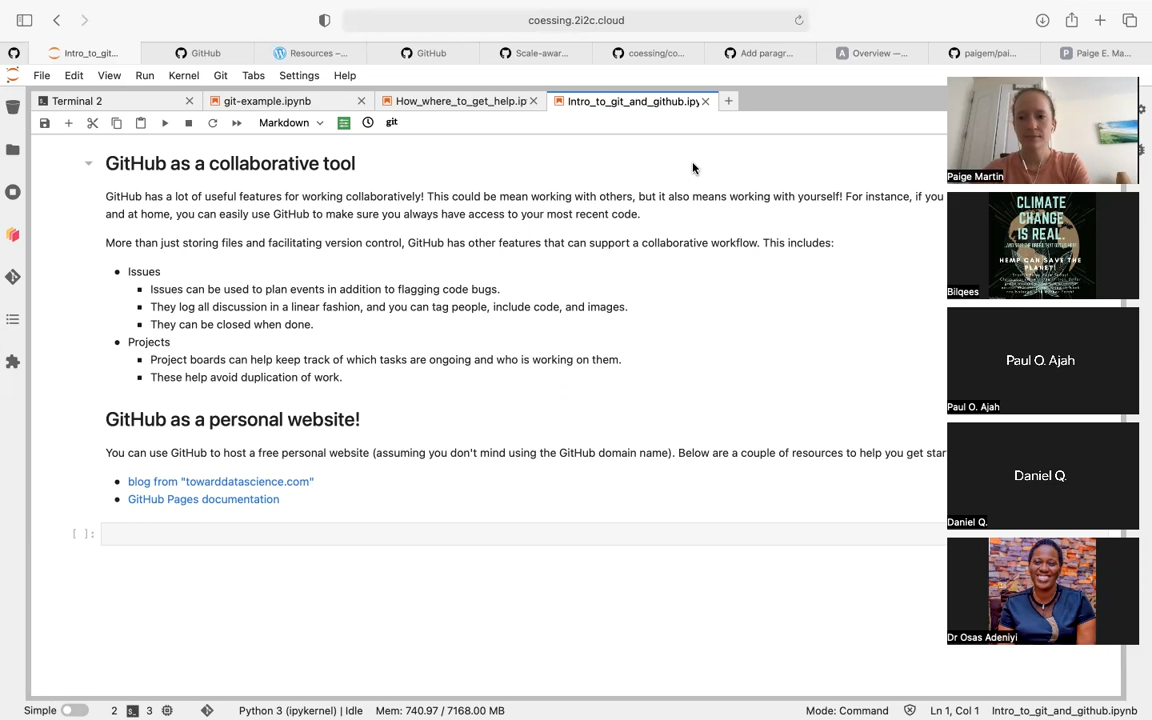 coessing.2i2c.cloud
Intro_to_git... GitHub Resources –... GitHub Scale-awar... coessing/co... Add paragr... Overview —... paigem/pai... Paige E. Ma...
File Edit View Run Kernel Git Tabs Settings Help
Terminal 2 git-example.ipynb How_where_to_get_help.ip Intro_to_git_and_github.ipy
Markdown git
GitHub as a collaborative tool
GitHub has a lot of useful features for working collaboratively! This could be mean working with others, but it also means working with yourself! For instance, if you
and at home, you can easily use GitHub to make sure you always have access to your most recent code.
More than just storing files and facilitating version control, GitHub has other features that can support a collaborative workflow. This includes:
Issues
Issues can be used to plan events in addition to flagging code bugs.
They log all discussion in a linear fashion, and you can tag people, include code, and images.
They can be closed when done.
Projects
Project boards can help keep track of which tasks are ongoing and who is working on them.
These help avoid duplication of work.
GitHub as a personal website!
You can use GitHub to host a free personal website (assuming you don't mind using the GitHub domain name). Below are a couple of resources to help you get star
blog from "towarddatascience.com"
GitHub Pages documentation
[ ]:
Paige Martin
CLIMATE
CHANGE
IS REAL.
HEMP CAN SAVE THE
PLANET!
Bilqees
Paul O. Ajah
Paul O. Ajah
Daniel Q.
Daniel Q.
Dr Osas Adeniyi
Simple 2 3 Python 3 (ipykernel) | Idle Mem: 740.97 / 7168.00 MB Mode: Command Ln 1, Col 1 Intro_to_git_and_github.ipynb